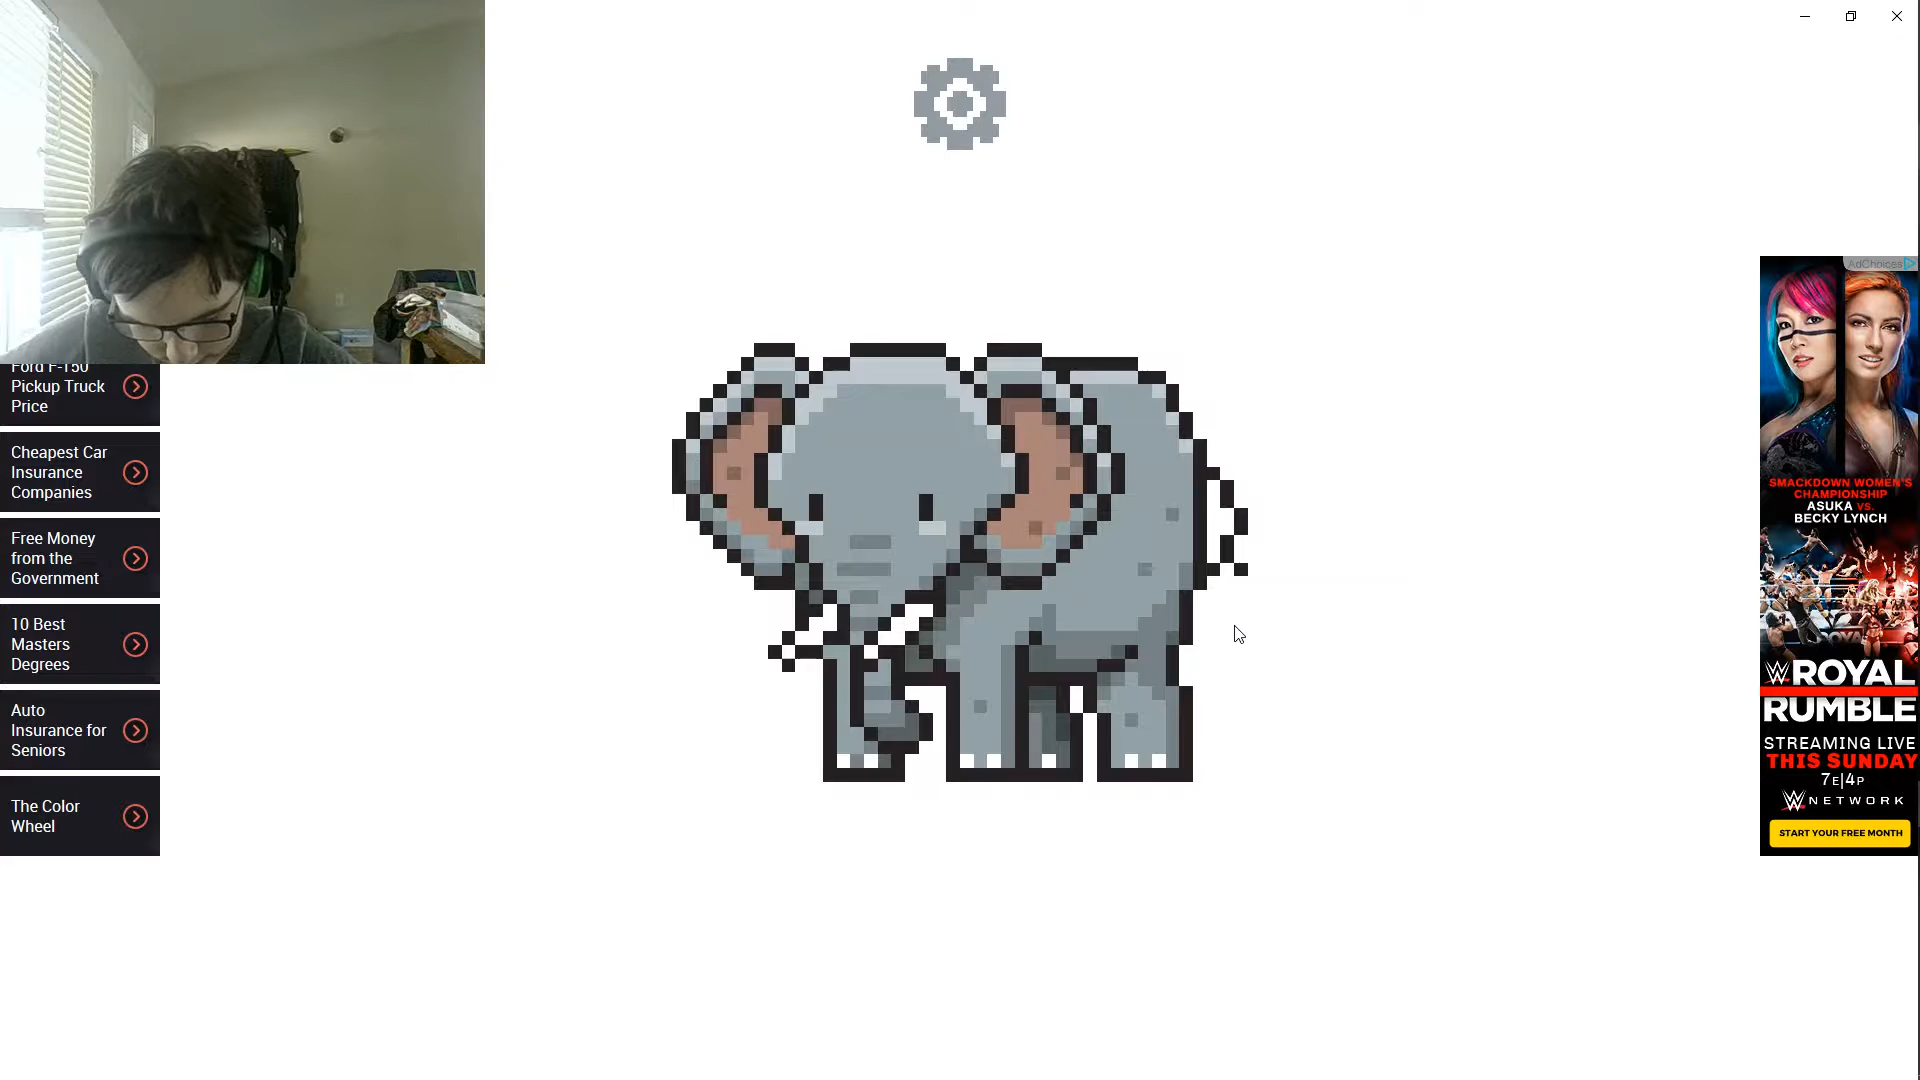 Ford F-150
Pickup Truck
Price
Cheapest Car
Insurance
Companies
Free Money
from the
Government
10 Best
Masters
Degrees
Auto
Insurance for
Seniors
The Color
Wheel
AdChoices
SMACKDOWN WOMEN'S
CHAMPIONSHIP
ASUKA VS.
BECKY LYNCH
ROYAL
RUMBLE
STREAMING LIVE
THIS SUNDAY
7E|4P
W NETWORK
START YOUR FREE MONTH